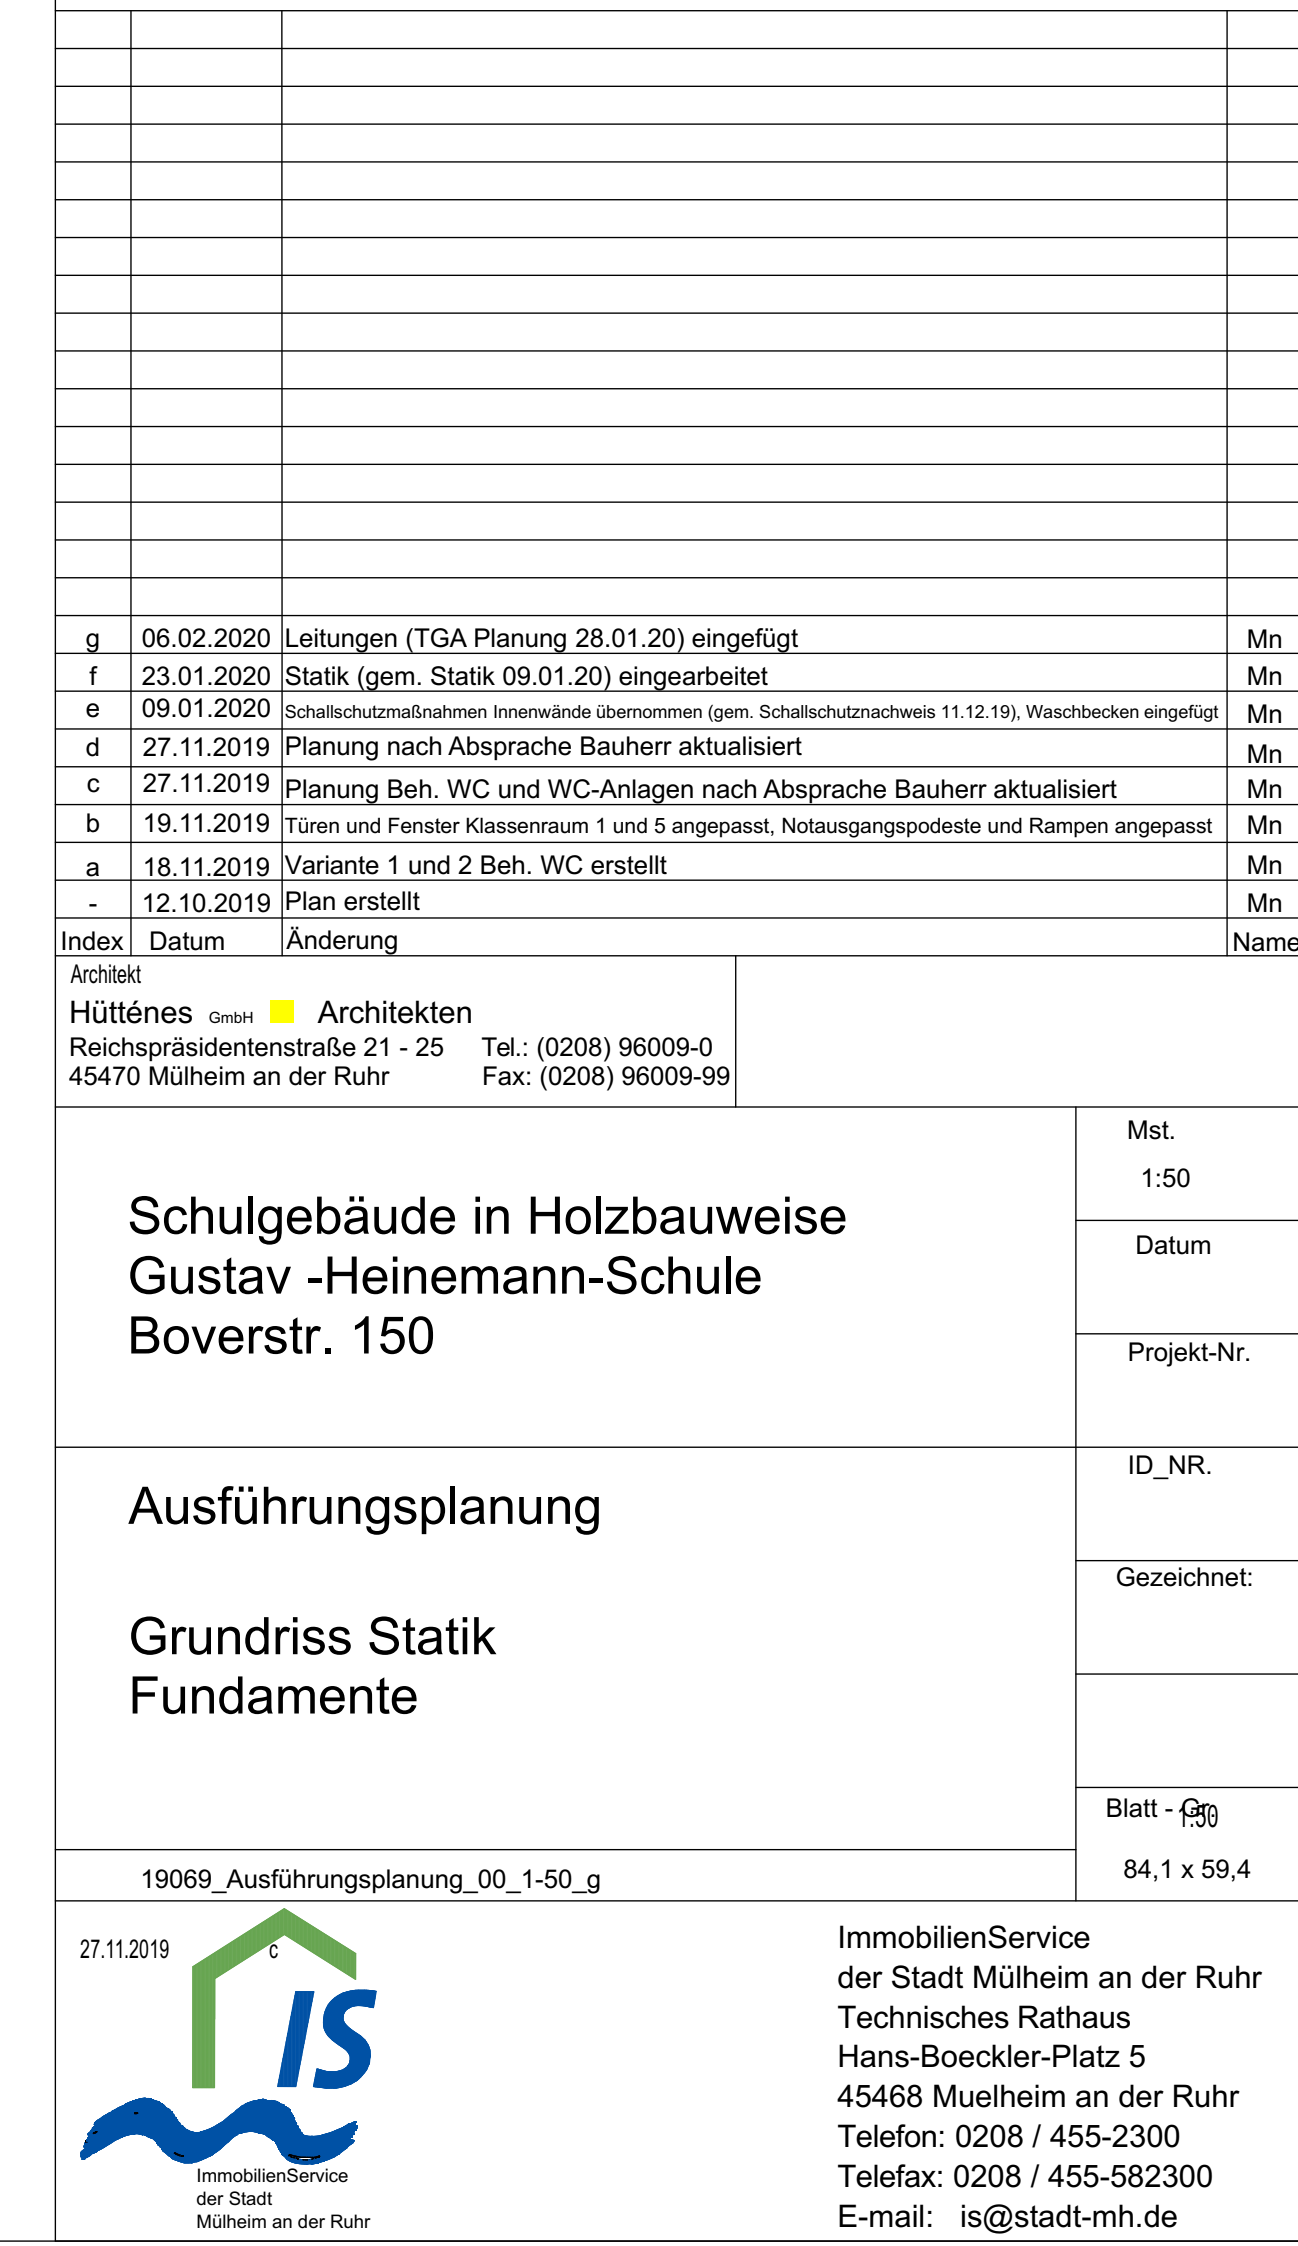 g 06.02.2020 Leitungen (TGA Planung 28.01.20) eingefügt Mn
f 23.01.2020 Statik (gem. Statik 09.01.20) eingearbeitet Mn
e 09.01.2020 Schallschutzmaßnahmen Innenwände übernommen (gem. Schallschutznachweis 11.12.19), Waschbecken eingefügt Mn
d 27.11.2019 Planung nach Absprache Bauherr aktualisiert Mn
c 27.11.2019 Planung Beh. WC und WC-Anlagen nach Absprache Bauherr aktualisiert Mn
b 19.11.2019 Türen und Fenster Klassenraum 1 und 5 angepasst, Notausgangspodeste und Rampen angepasst Mn
a 18.11.2019 Variante 1 und 2 Beh. WC erstellt Mn
- 12.10.2019 Plan erstellt Mn
Index Datum Änderung Name
Architekt
Hütténes GmbH Architekten
Reichspräsidentenstraße 21 - 25 Tel.: (0208) 96009-0
45470 Mülheim an der Ruhr Fax: (0208) 96009-99
Mst.
1:50
Schulgebäude in Holzbauweise
Gustav -Heinemann-Schule
Boverstr. 150
Datum
Projekt-Nr.
ID_NR.
Ausführungsplanung
Gezeichnet:
Grundriss Statik
Fundamente
Blatt - Gr.
1:50
84,1 x 59,4
19069_Ausführungsplanung_00_1-50_g
27.11.2019 c
IS
ImmobilienService
der Stadt
Mülheim an der Ruhr
ImmobilienService
der Stadt Mülheim an der Ruhr
Technisches Rathaus
Hans-Boeckler-Platz 5
45468 Muelheim an der Ruhr
Telefon: 0208 / 455-2300
Telefax: 0208 / 455-582300
E-mail: is@stadt-mh.de